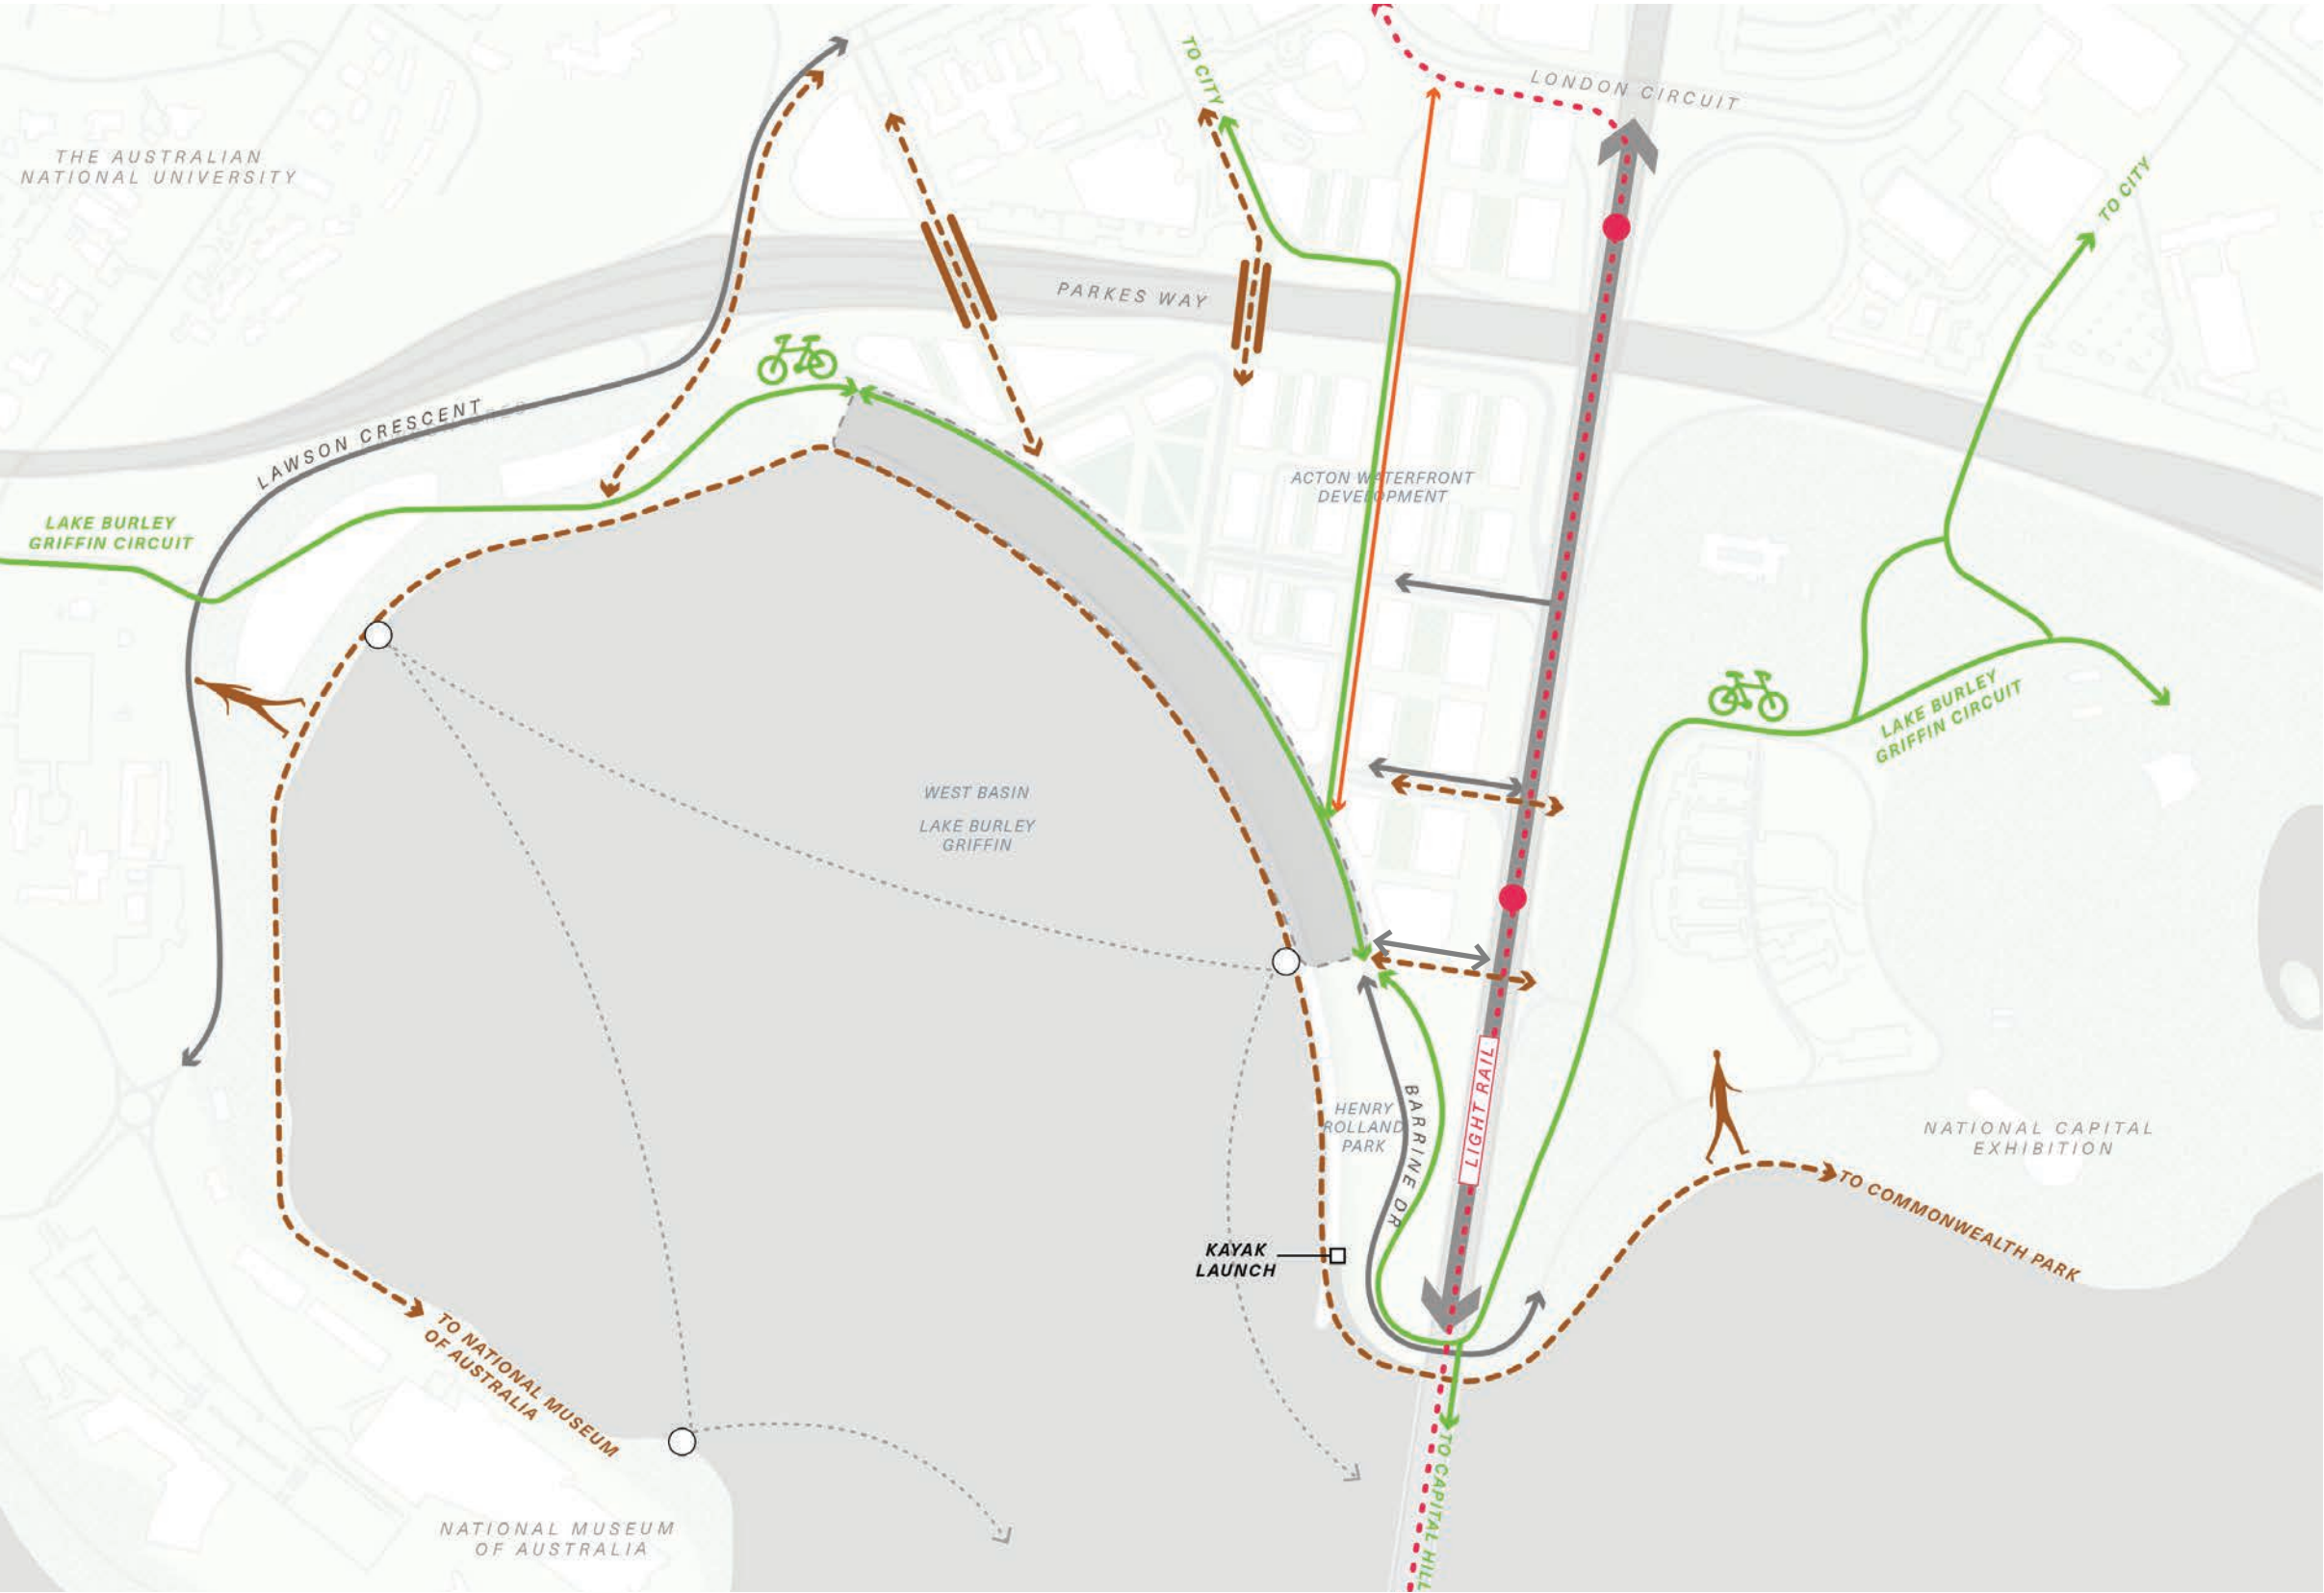 TO CITY
LONDON CIRCUIT
THE AUSTRALIAN
NATIONAL UNIVERSITY
TO CITY
PARKES WAY
LAWSON CRESCENT
ACTON WATERFRONT
DEVELOPMENT
LAKE BURLEY
GRIFFIN CIRCUIT
LAKE BURLEY
GRIFFIN CIRCUIT
WEST BASIN
LAKE BURLEY
GRIFFIN
LIGHT RAIL
HENRY
ROLLAND
PARK
BARRINE DR
NATIONAL CAPITAL
EXHIBITION
TO COMMONWEALTH PARK
KAYAK
LAUNCH
TO NATIONAL MUSEUM
OF AUSTRALIA
TO CAPITAL HILL
NATIONAL MUSEUM
OF AUSTRALIA